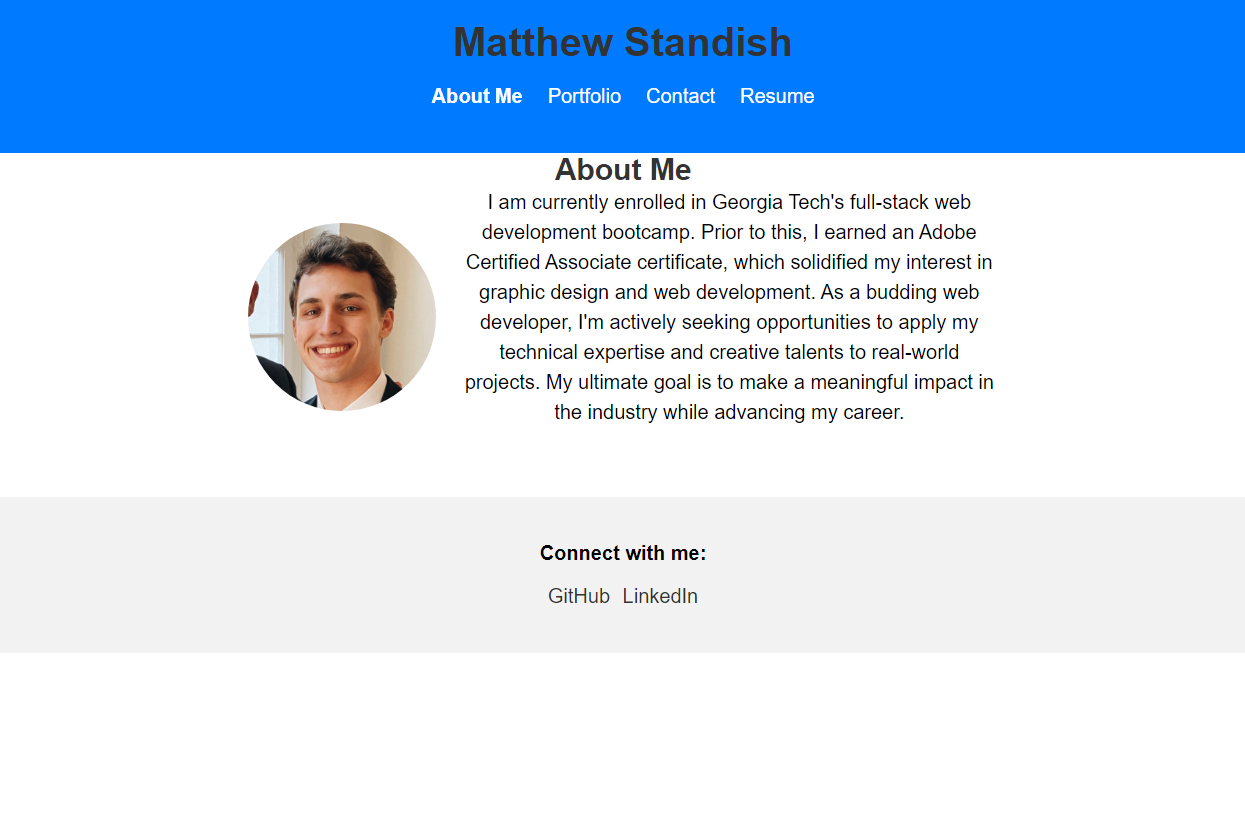 Matthew Standish
About Me Portfolio Contact Resume
About Me
I am currently enrolled in Georgia Tech's full-stack web
development bootcamp. Prior to this, I earned an Adobe
Certified Associate certificate, which solidified my interest in
graphic design and web development. As a budding web
developer, I'm actively seeking opportunities to apply my
technical expertise and creative talents to real-world
projects. My ultimate goal is to make a meaningful impact in
the industry while advancing my career.
Connect with me:
GitHub LinkedIn